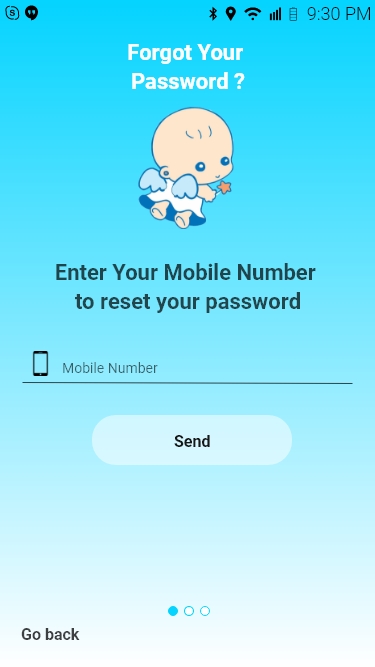 9:30 PM
Forgot Your
Password ?
Enter Your Mobile Number
to reset your password
Mobile Number
Send
Go back